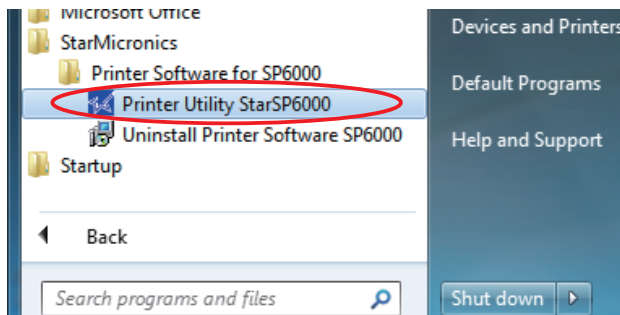 Microsoft Office
StarMicronics
Printer Software for SP6000
Printer Utility StarSP6000
Uninstall Printer Software SP6000
Startup
Back
Search programs and files
Devices and Printers
Default Programs
Help and Support
Shut down